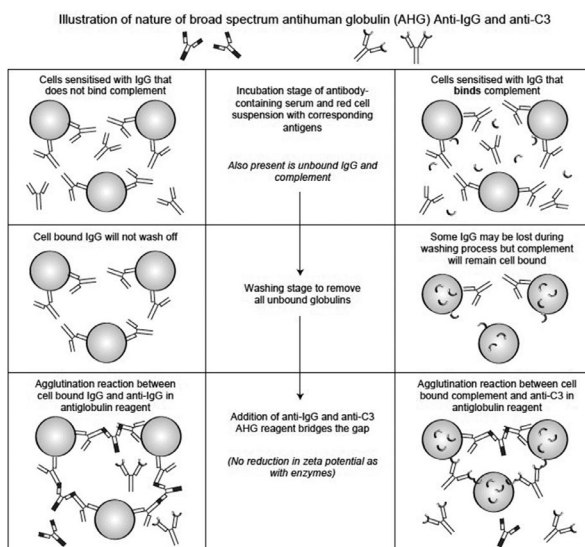 Illustration of nature of broad spectrum antihuman globulin (AHG) Anti-IgG and anti-C3
Cells sensitised with IgG that
does not bind complement
Incubation stage of antibody-
containing serum and red cell
suspension with corresponding
antigens
Also present is unbound IgG and
complement
Cells sensitised with IgG that
binds complement
Cell bound IgG will not wash off
Washing stage to remove
all unbound globulins
Some IgG may be lost during
washing process but complement
will remain cell bound
Agglutination reaction between
cell bound IgG and anti-IgG in
antiglobulin reagent
Addition of anti-IgG and anti-C3
AHG reagent bridges the gap
(No reduction in zeta potential as
with enzymes)
Agglutination reaction between cell
bound complement and anti-C3 in
antiglobulin reagent